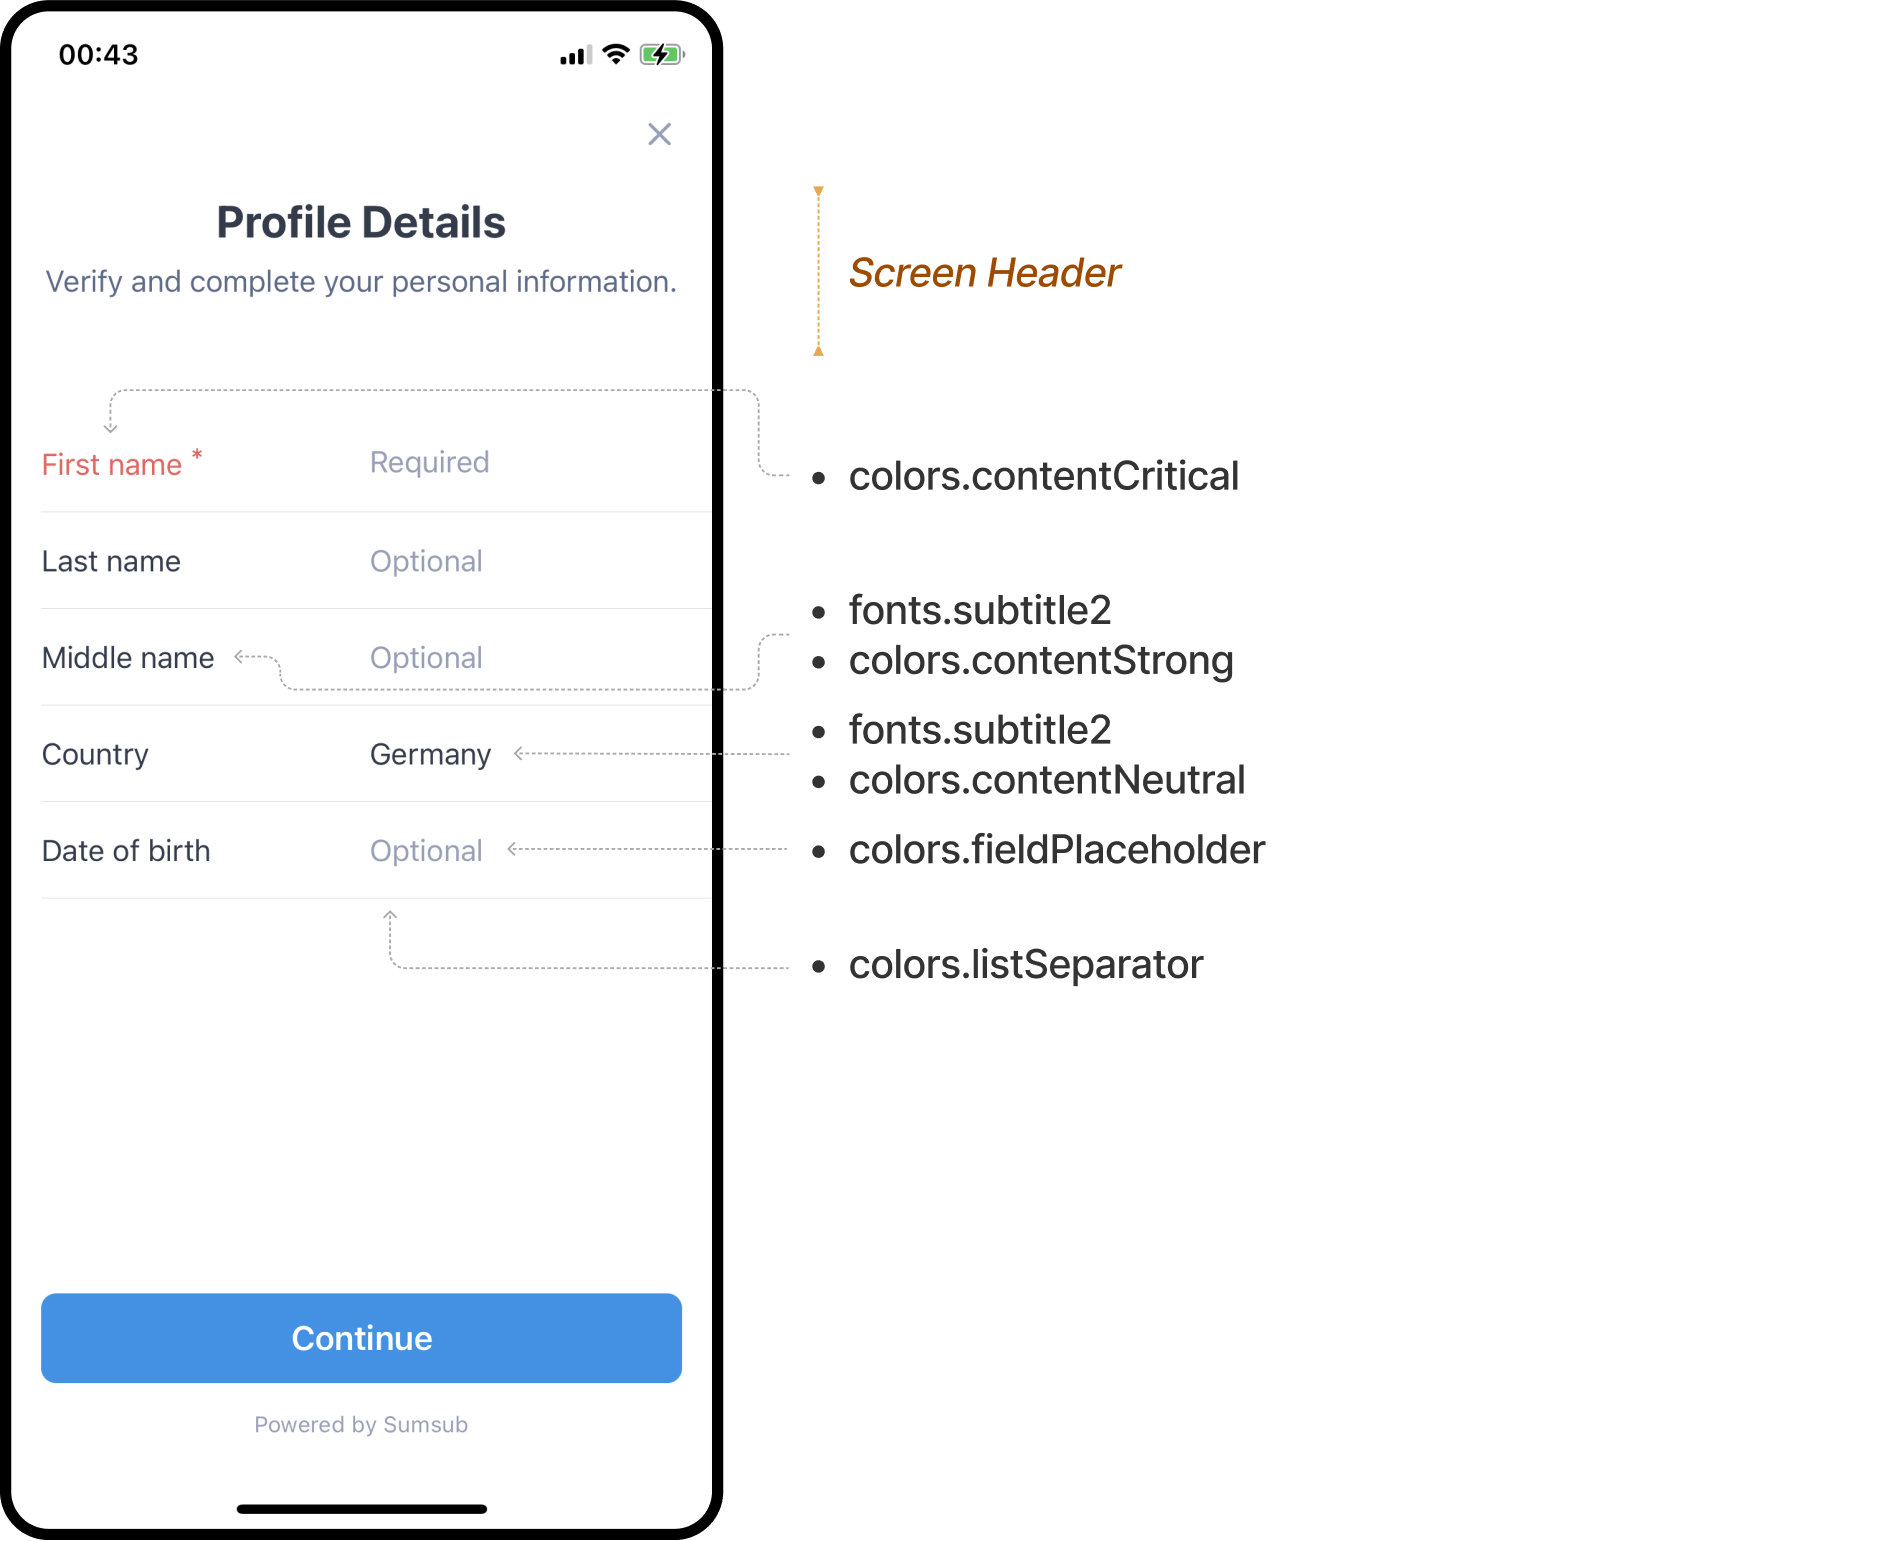 00:43
Profile Details
Verify and complete your personal information.
Screen Header
First name *
Required
• colors.contentCritical
Last name
Optional
• fonts.subtitle2
• colors.contentStrong
Middle name
Optional
• fonts.subtitle2
• colors.contentNeutral
Country
Germany
Date of birth
Optional
• colors.fieldPlaceholder
• colors.listSeparator
Continue
Powered by Sumsub